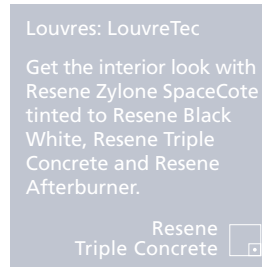 Louvres: LouvreTec
Get the interior look with
Resene Zylone SpaceCote
tinted to Resene Black
White, Resene Triple
Concrete and Resene
Afterburner.
Resene
Triple Concrete